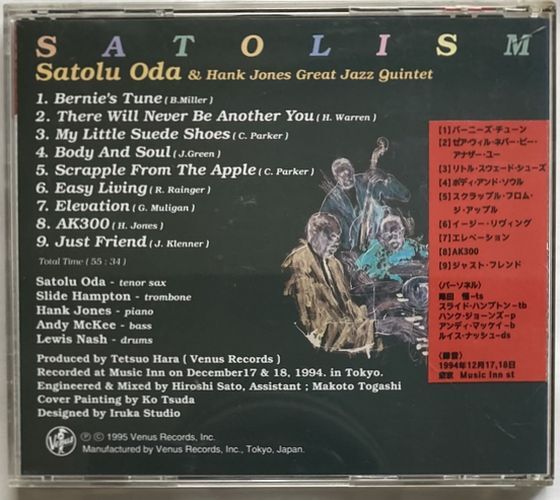 SATOLISM
Satolu Oda & Hank Jones Great Jazz Quintet
1. Bernie's Tune ( B.Miller )
2. There Will Never Be Another You ( H. Warren )
3. My Little Suede Shoes ( C. Parker )
4. Body And Soul ( J.Green )
5. Scrapple From The Apple ( C. Parker )
6. Easy Living ( R. Rainger )
7. Elevation ( G. Muligan )
8. AK300 ( H. Jones )
9. Just Friend ( J. Klenner )
Total Time ( 55 : 34 )
Satolu Oda - tenor sax
Slide Hampton - trombone
Hank Jones - piano
Andy McKee - bass
Lewis Nash - drums
Produced by Tetsuo Hara ( Venus Records )
Recorded at Music Inn on December17 & 18, 1994. in Tokyo.
Engineered & Mixed by Hiroshi Sato, Assistant ; Makoto Togashi
Cover Painting by Ko Tsuda
Designed by Iruka Studio
Venus
Ⓟ © 1995 Venus Records, Inc.
Manufactured by Venus Records, Inc., Tokyo, Japan.
[1]バーニーズ・チューン
[2]ゼア・ウィル・ネバー・ビー・
アナザー・ユー
[3]リトル・スウェード・シューズ
[4]ボディ・アンド・ソウル
[5]スクラップル・フロム・
ジ・アップル
[6]イージー・リヴィング
[7]エレベーション
[8]AK300
[9]ジャスト・フレンド
〈パーソネル〉
尾田 悟-ts
スライド・ハンプトン-tb
ハンク・ジョーンズ-p
アンディ・マッケイ-b
ルイス・ナッシュ-ds
〈録音〉
1994年12月17,18日
東京 Music Inn st